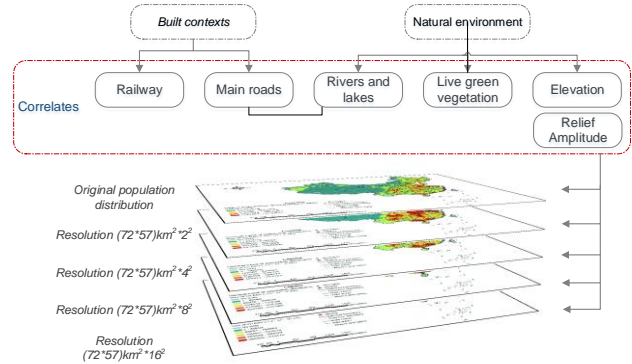 Built contexts
Natural environment
Correlates
Railway
Main roads
Rivers and
lakes
Live green
vegetation
Elevation
Relief
Amplitude
Original population
distribution
Resolution (72*57)km²*2²
Resolution (72*57)km²*4²
Resolution (72*57)km²*8²
Resolution
(72*57)km²*16²